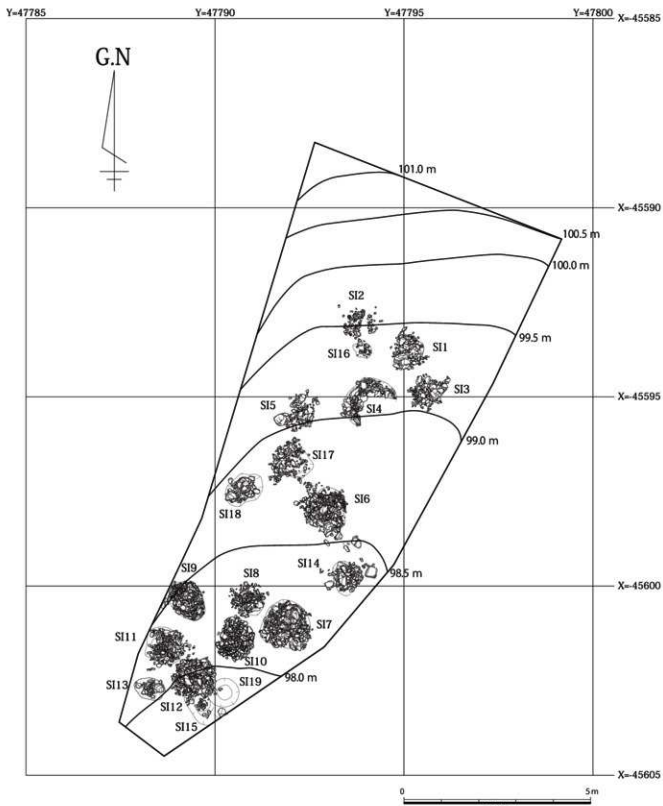 Y=47785
Y=47790
Y=47795
Y=47800
X=-45585
G.N
101.0 m
X=-45590
100.5 m
100.0 m
SI2
99.5 m
SI16
SI1
SI3
X=-45595
SI5
SI4
99.0 m
SI17
SI18
SI6
SI14
98.5 m
SI9
SI8
X=-45600
SI7
SI11
SI10
SI13
SI19
98.0 m
SI12
SI15
X=-45605
0
5m